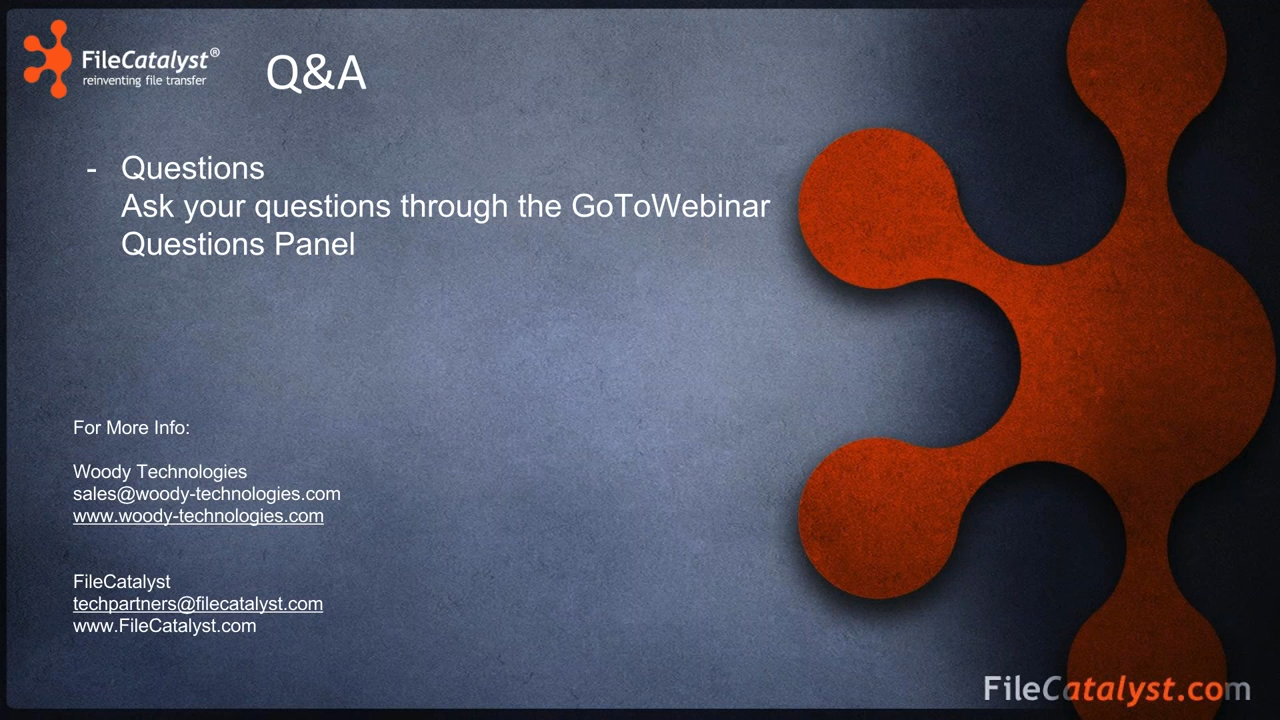 FileCatalyst®
reinventing file transfer
Q&A
- Questions
Ask your questions through the GoToWebinar
Questions Panel
For More Info:
Woody Technologies
sales@woody-technologies.com
www.woody-technologies.com
FileCatalyst
techpartners@filecatalyst.com
www.FileCatalyst.com
FileCatalyst.com